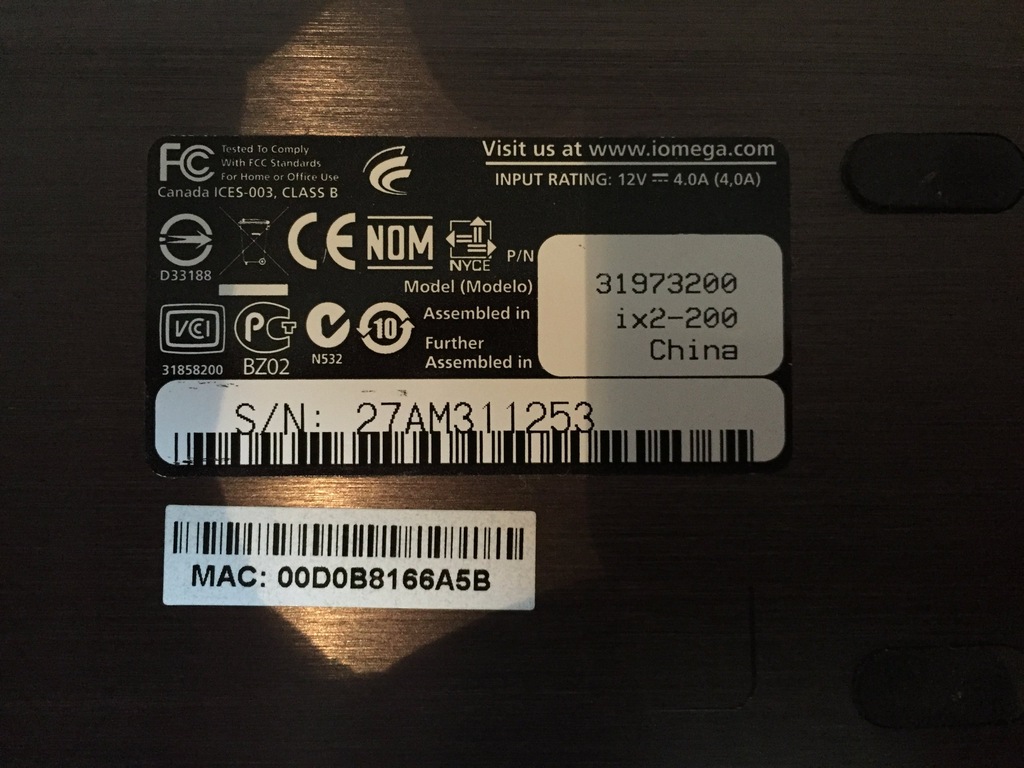 FC Tested To Comply
With FCC Standards
For Home or Office Use
Canada ICES-003, CLASS B
Visit us at www.iomega.com
INPUT RATING: 12V 4.0A (4,0A)
D33188
CE NOM NYCE
P/N 31973200
Model (Modelo) ix2-200
Assembled in China
Further
Assembled in
VCI
31858200
PCT
BZ02
N532
10
S/N: 27AM311253
MAC: 00D0B8166A5B